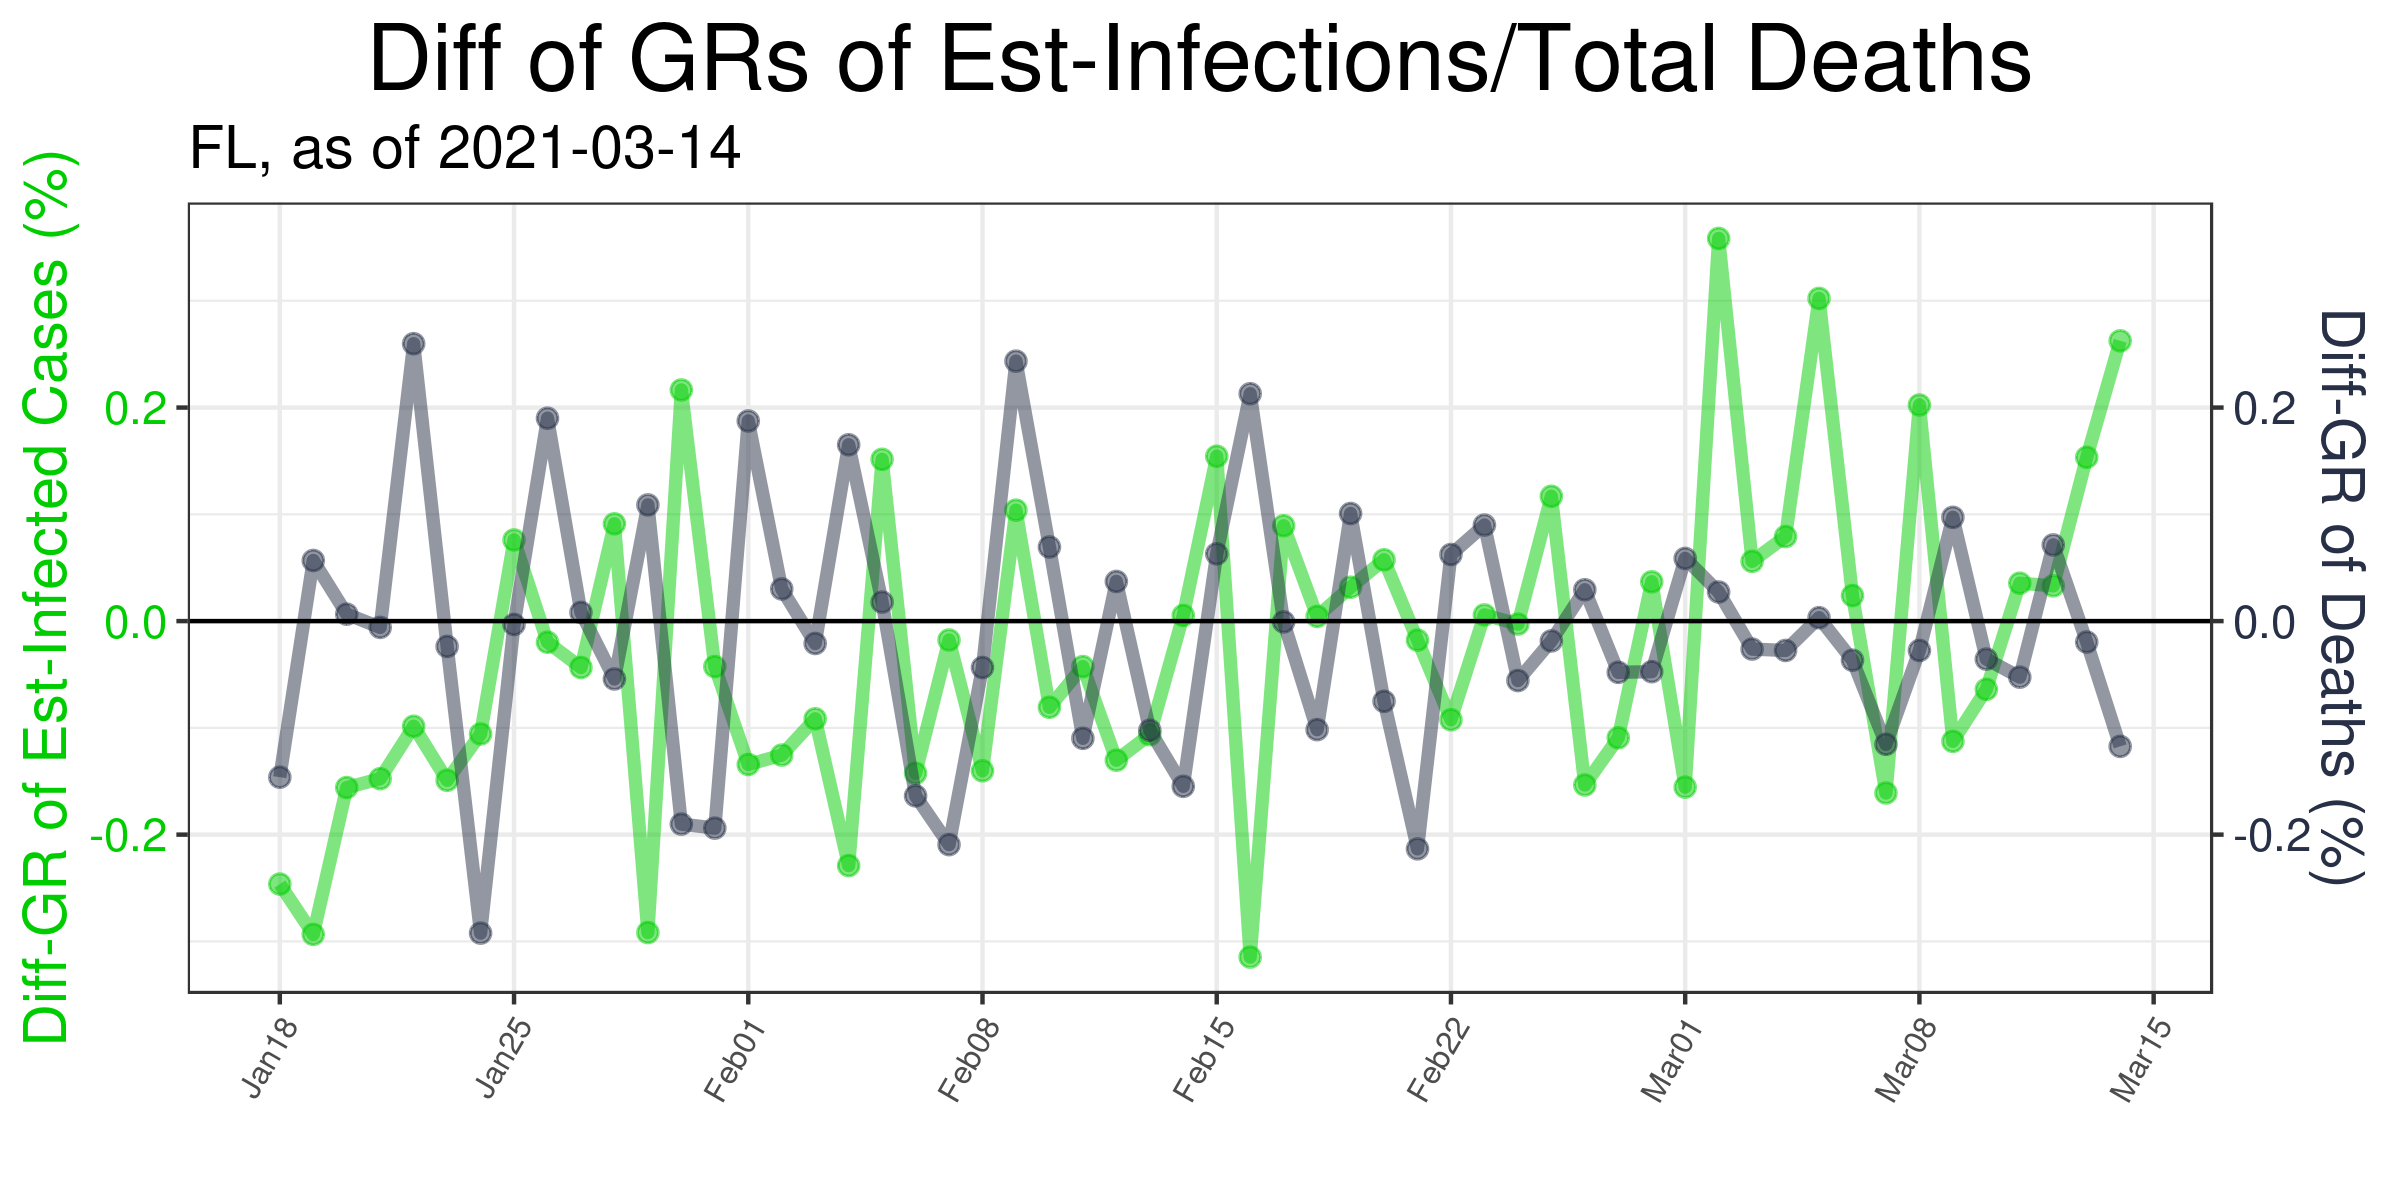 Diff of GRs of Est-Infections/Total Deaths
FL, as of 2021-03-14
Diff-GR of Est-Infected Cases (%)
0.2
0.0
-0.2
0.2
0.0
-0.2
Diff-GR of Deaths (%)
Jan18
Jan25
Feb01
Feb08
Feb15
Feb22
Mar01
Mar08
Mar15